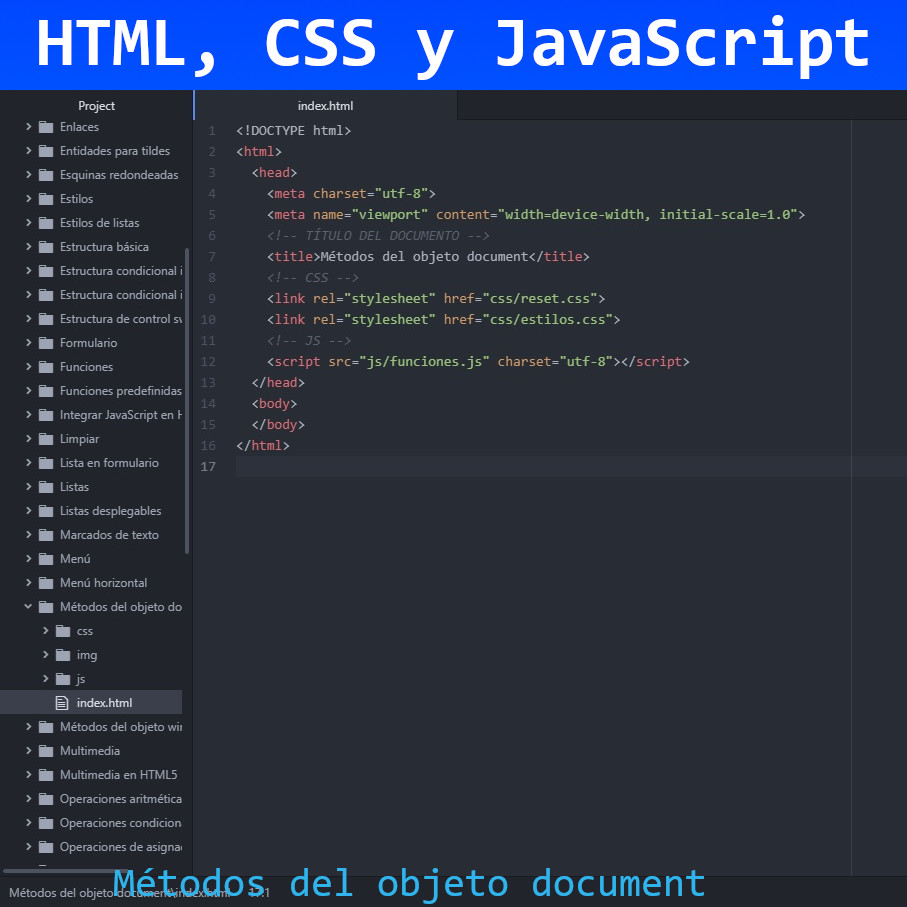 HTML, CSS y JavaScript
Project
Enlaces
Entidades para tildes
Esquinas redondeadas
Estilos
Estilos de listas
Estructura básica
Estructura condicional i
Estructura condicional i
Estructura de control sw
Formulario
Funciones
Funciones predefinidas
Integrar JavaScript en H
Limpiar
Lista en formulario
Listas
Listas desplegables
Marcados de texto
Menú
Menú horizontal
Métodos del objeto do
css
img
js
index.html
Métodos del objeto wi
Multimedia
Multimedia en HTML5
Operaciones aritmética
Operaciones condicion
Operaciones de asigna
index.html
1 <!DOCTYPE html>
2 <html>
3 <head>
4 <meta charset="utf-8">
5 <meta name="viewport" content="width=device-width, initial-scale=1.0">
6 <!-- TÍTULO DEL DOCUMENTO -->
7 <title>Métodos del objeto document</title>
8 <!-- CSS -->
9 <link rel="stylesheet" href="css/reset.css">
10 <link rel="stylesheet" href="css/estilos.css">
11 <!-- JS -->
12 <script src="js/funciones.js" charset="utf-8"></script>
13 </head>
14 <body>
15 </body>
16 </html>
17
Métodos del objeto document\index.html 17:1
Métodos del objeto document